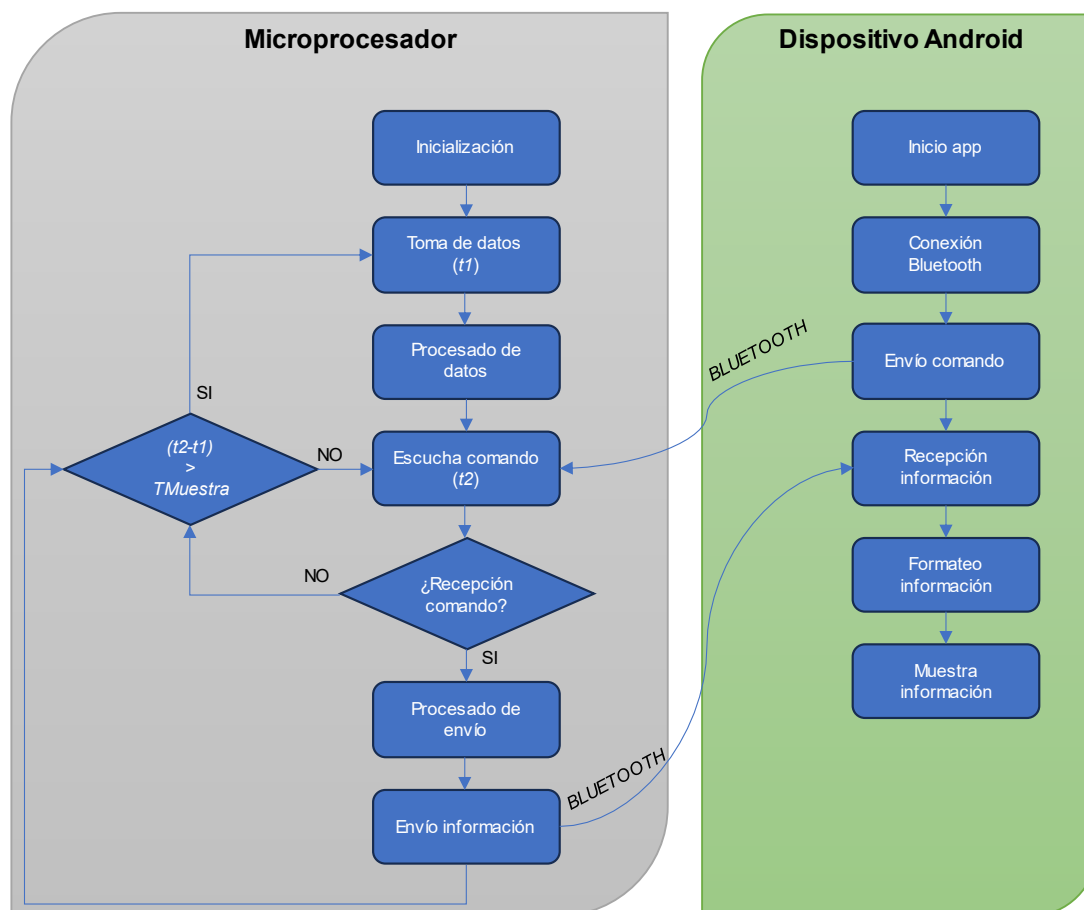 Microprocesador
Inicialización
Toma de datos
(t1)
Procesado de
datos
SI
(t2-t1)
>
TMuestra
NO
Escucha comando
(t2)
NO
¿Recepción
comando?
SI
Procesado de
envío
Envío información
BLUETOOTH
BLUETOOTH
Dispositivo Android
Inicio app
Conexión
Bluetooth
Envío comando
Recepción
información
Formateo
información
Muestra
información